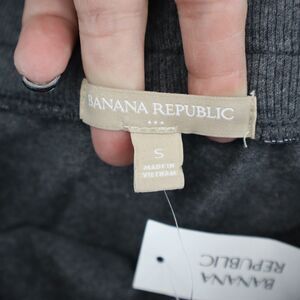 BANANA REPUBLIC
S
MADE IN
VIETNAM
BANANA
REPUBLIC